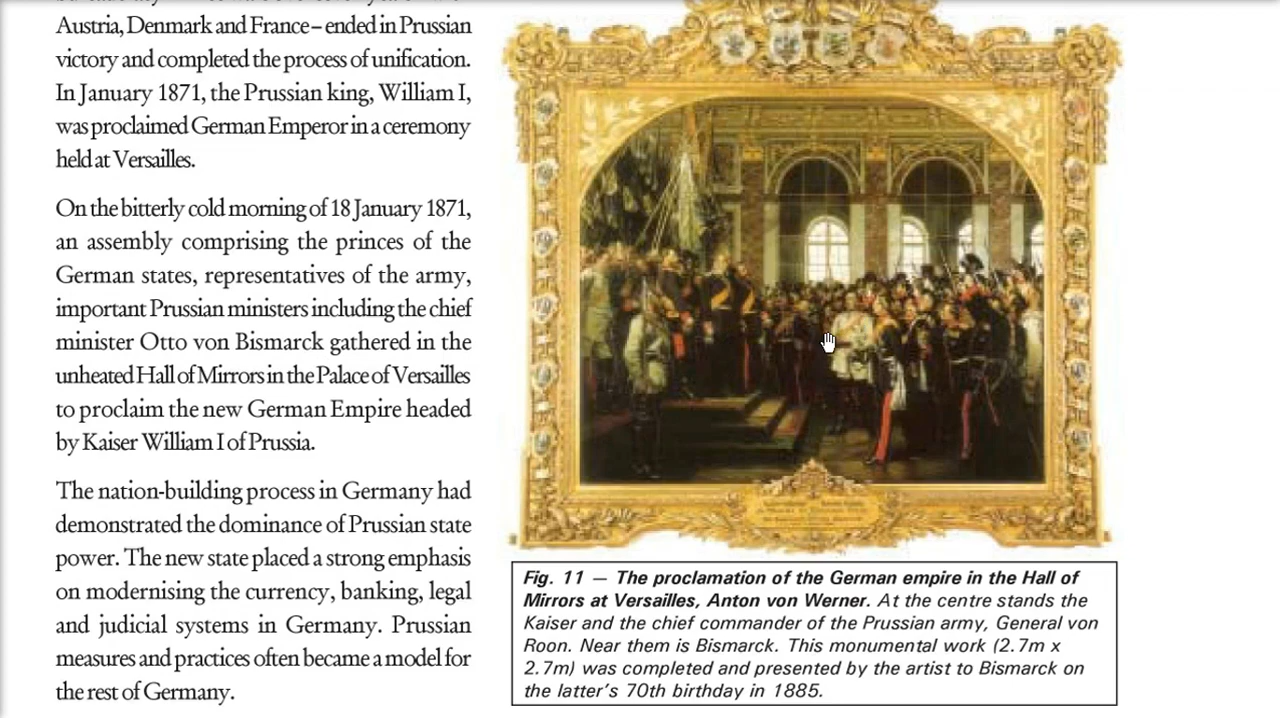 Austria, Denmark and France – ended in Prussian
victory and completed the process of unification.
In January 1871, the Prussian king, William I,
was proclaimed German Emperor in a ceremony
held at Versailles.
On the bitterly cold morning of 18 January 1871,
an assembly comprising the princes of the
German states, representatives of the army,
important Prussian ministers including the chief
minister Otto von Bismarck gathered in the
unheated Hall of Mirrors in the Palace of Versailles
to proclaim the new German Empire headed
by Kaiser William I of Prussia.
The nation-building process in Germany had
demonstrated the dominance of Prussian state
power. The new state placed a strong emphasis
on modernising the currency, banking, legal
and judicial systems in Germany. Prussian
measures and practices often became a model for
the rest of Germany.
Fig. 11 — The proclamation of the German empire in the Hall of
Mirrors at Versailles, Anton von Werner. At the centre stands the
Kaiser and the chief commander of the Prussian army, General von
Roon. Near them is Bismarck. This monumental work (2.7m x
2.7m) was completed and presented by the artist to Bismarck on
the latter's 70th birthday in 1885.